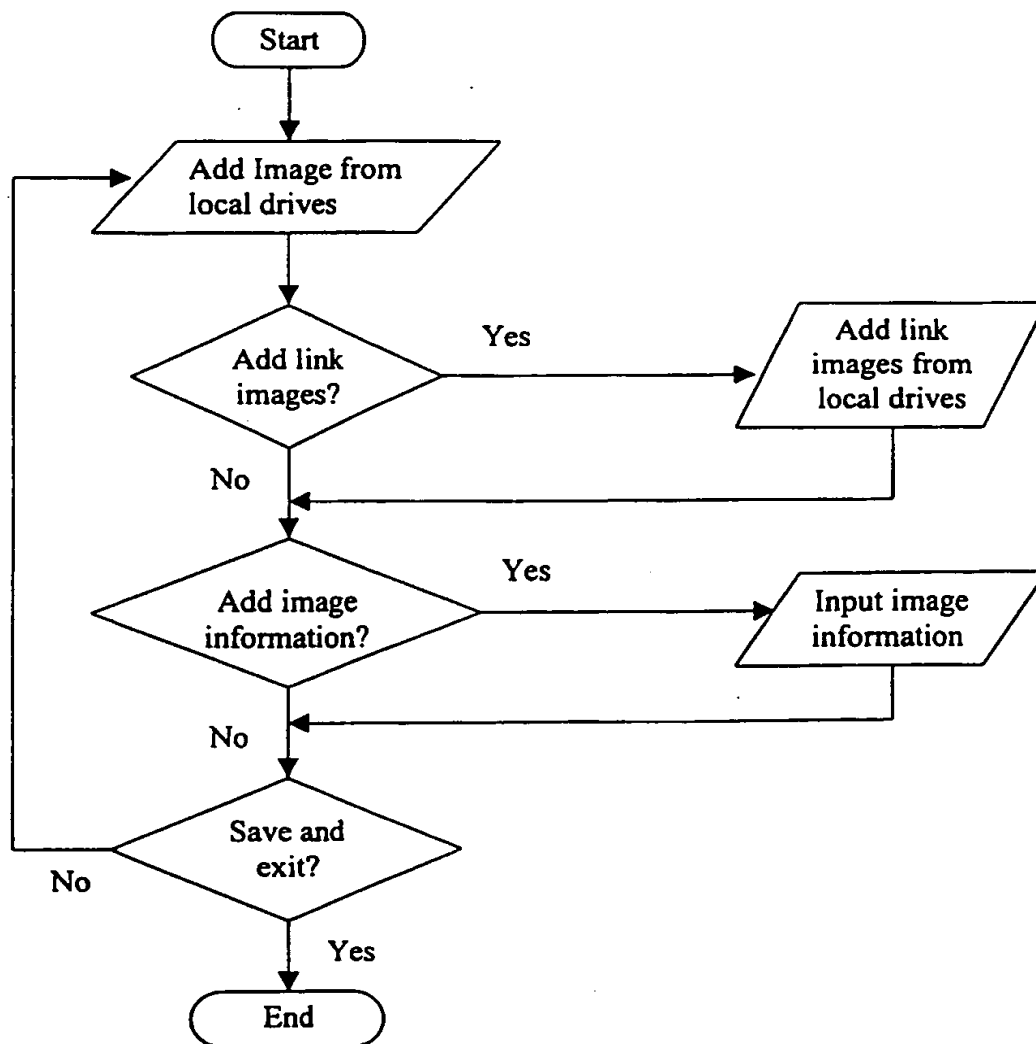 Start
Add Image from
local drives
Add link
images?
Yes
Add link
images from
local drives
No
Add image
information?
Yes
Input image
information
No
Save and
exit?
No
Yes
End